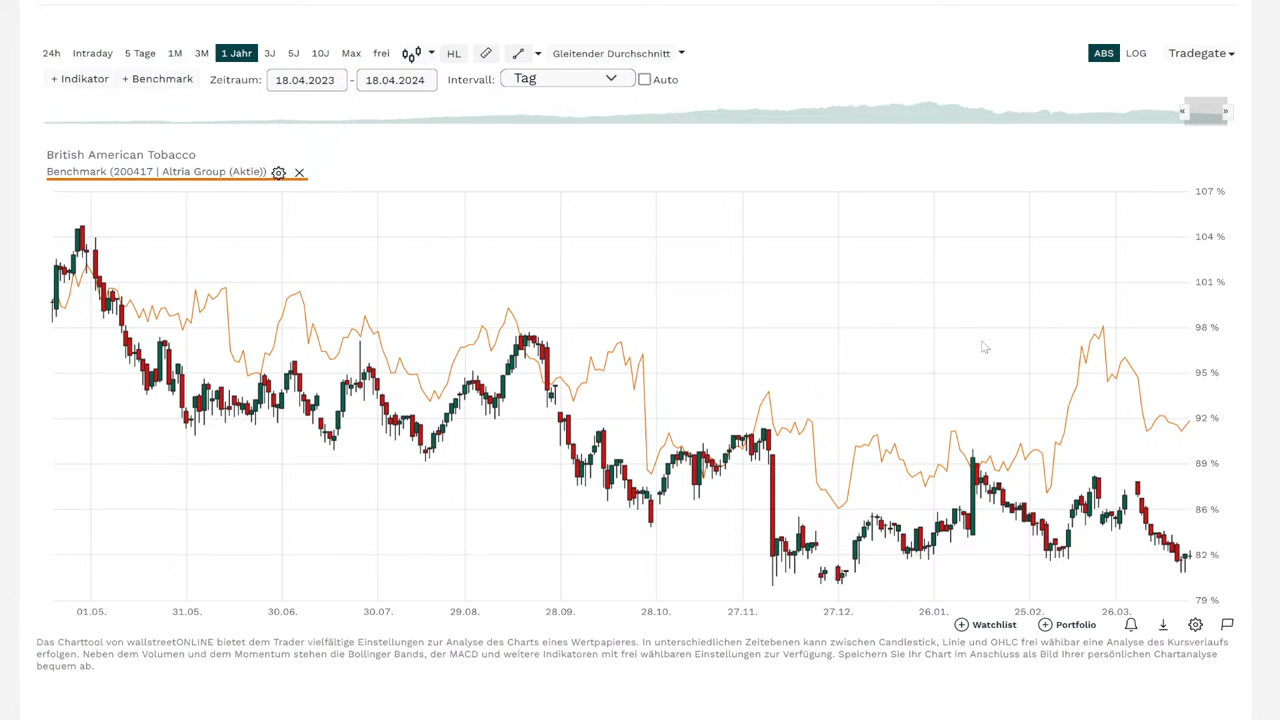 24h Intraday 5 Tage 1M 3M 1 Jahr 3J 5J 10J Max frei HL Gleitender Durchschnitt ABS LOG Tradegate
+ Indikator + Benchmark Zeitraum: 18.04.2023 - 18.04.2024 Intervall: Tag Auto
British American Tobacco
Benchmark (200417 | Altria Group (Aktie))
107 %
104 %
101 %
98 %
95 %
92 %
89 %
86 %
82 %
79 %
01.05. 31.05. 30.06. 30.07. 29.08. 28.09. 28.10. 27.11. 27.12. 26.01. 25.02. 26.03.
Watchlist Portfolio
Das Charttool von wallstreetONLINE bietet dem Trader vielfältige Einstellungen zur Analyse des Charts eines Wertpapieres. In unterschiedlichen Zeitebenen kann zwischen Candlestick, Linie und OHLC frei wählbar eine Analyse des Kursverlaufs
erfolgen. Neben dem Volumen und dem Momentum stehen die Bollinger Bands, der MACD und weitere Indikatoren mit frei wählbaren Einstellungen zur Verfügung. Speichern Sie Ihr Chart im Anschluss als Bild Ihrer persönlichen Chartanalyse
bequem ab.